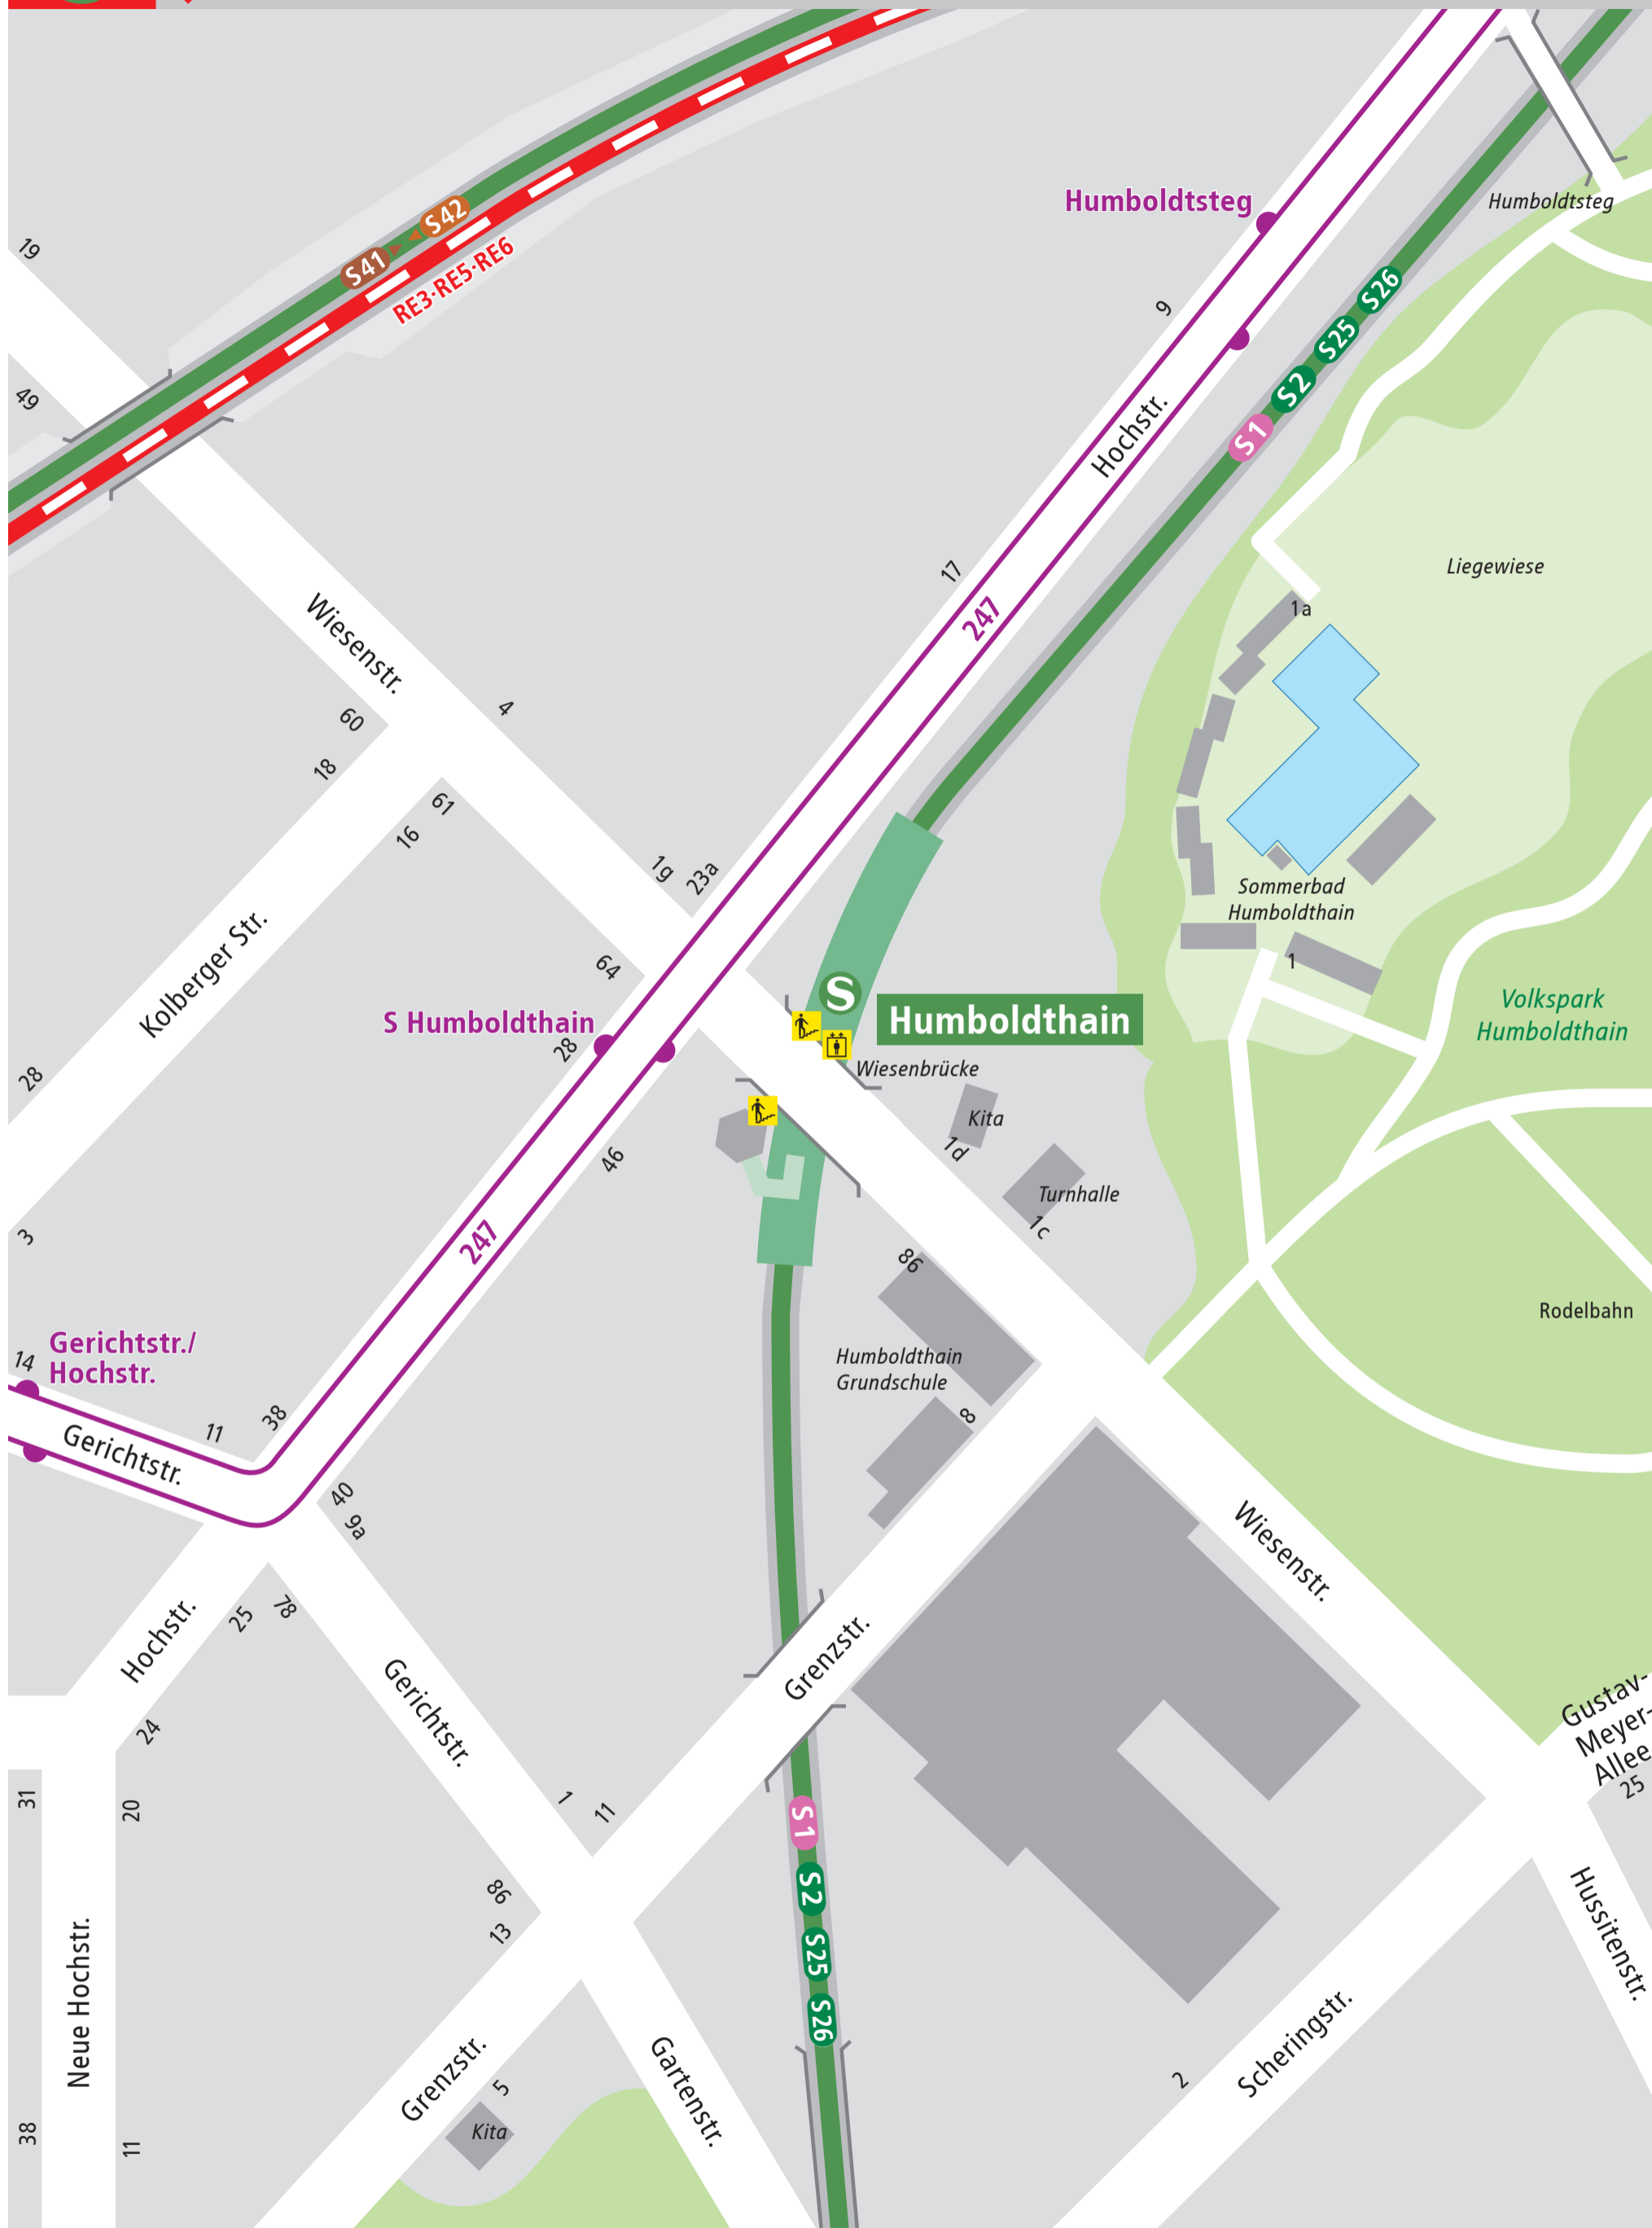 Humboldtsteg
Humboldtsteg
S42
S41
RE3·RE5·RE6
19
49
9
S26
S25
S2
S1
Hochstr.
17
247
Liegewiese
1a
Wiesenstr.
4
60
18
61
16
1g
23a
Sommerbad
Humboldthain
1
Kolberger Str.
64
S Humboldthain
28
S
Humboldthain
Wiesenbrücke
Volkspark
Humboldthain
28
Kita
1d
46
Turnhalle
1c
3
247
86
Rodelbahn
Gerichtstr./
Hochstr.
14
Humboldthain
Grundschule
8
11
38
Gerichtstr.
40
9a
Wiesenstr.
Hochstr.
25
78
Gerichtstr.
Grenzstr.
Gustav-
Meyer-
Allee
25
24
31
20
1
11
S1
S2
S25
S26
86
13
Hussitenstr.
Neue Hochstr.
Grenzstr.
5
Kita
Gartenstr.
2
Scheringstr.
38
11